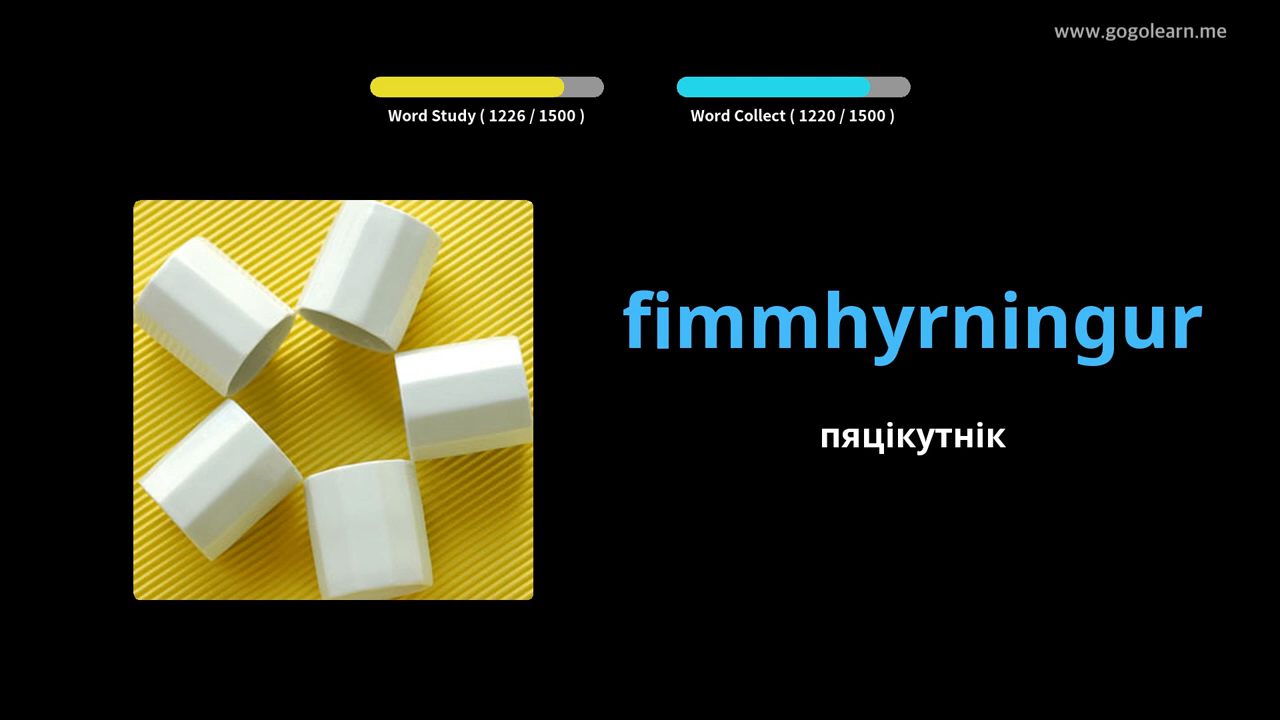 www.gogolearn.me
Word Study ( 1226 / 1500 )
Word Collect ( 1220 / 1500 )
fimmhyrningur
пяцікутнік